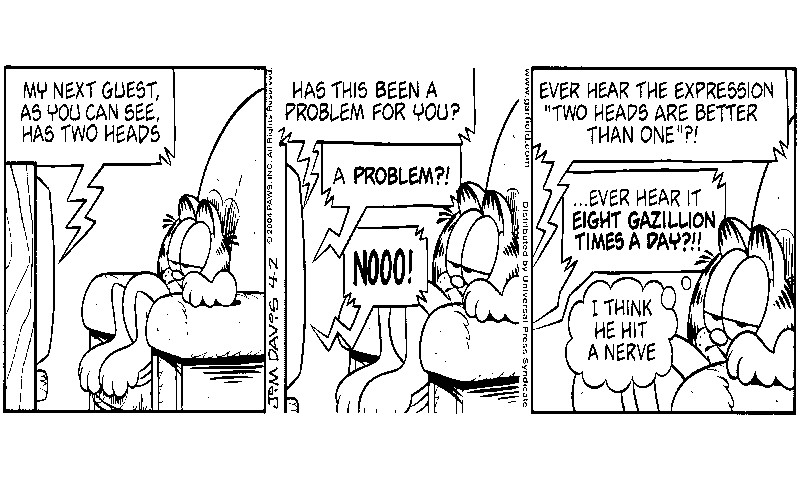 MY NEXT GUEST,
AS YOU CAN SEE,
HAS TWO HEADS
© 2004 PAWS, INC. All Rights Reserved.
JIM DAVIS 4-2
HAS THIS BEEN A
PROBLEM FOR YOU?
A PROBLEM?!
NOOO!
www.garfield.com
Distributed by Universal Press Syndicate
EVER HEAR THE EXPRESSION
"TWO HEADS ARE BETTER
THAN ONE"?!
...EVER HEAR IT
EIGHT GAZILLION
TIMES A DAY?!!
I THINK
HE HIT
A NERVE